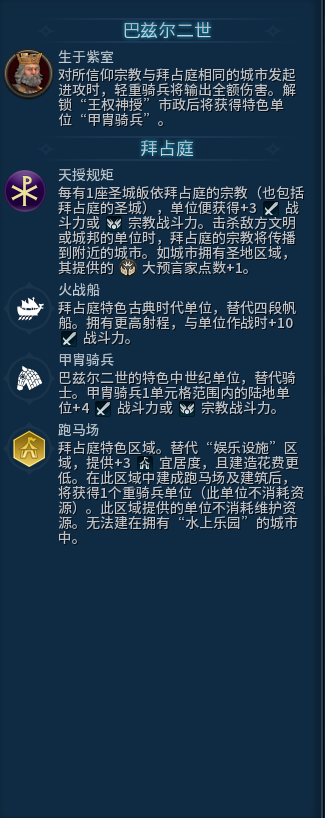 巴兹尔二世
生于紫室
对所信仰宗教与拜占庭相同的城市发起
进攻时，轻重骑兵将输出全额伤害。解
锁“王权神授”市政后将获得特色单
位“甲胄骑兵”。
拜占庭
天授规矩
每有1座圣城皈依拜占庭的宗教（也包括
拜占庭的圣城），单位便获得+3 战
斗力或 宗教战斗力。击杀敌方文明
或城邦的单位时，拜占庭的宗教将传播
到附近的城市。如城市拥有圣地区域，
其提供的 大预言家点数+1。
火战船
拜占庭特色古典时代单位，替代四段帆
船。拥有更高射程，与单位作战时+10
战斗力。
甲胄骑兵
巴兹尔二世的特色中世纪单位，替代骑
士。甲胄骑兵1单元格范围内的陆地单
位+4 战斗力或 宗教战斗力。
跑马场
拜占庭特色区域。替代“娱乐设施”区
域，提供+3 宜居度，且建造花费更
低。在此区域中建成跑马场及建筑后，
将获得1个重骑兵单位（此单位不消耗资
源）。此区域提供的单位不消耗维护资
源。无法建在拥有“水上乐园”的城市
中。